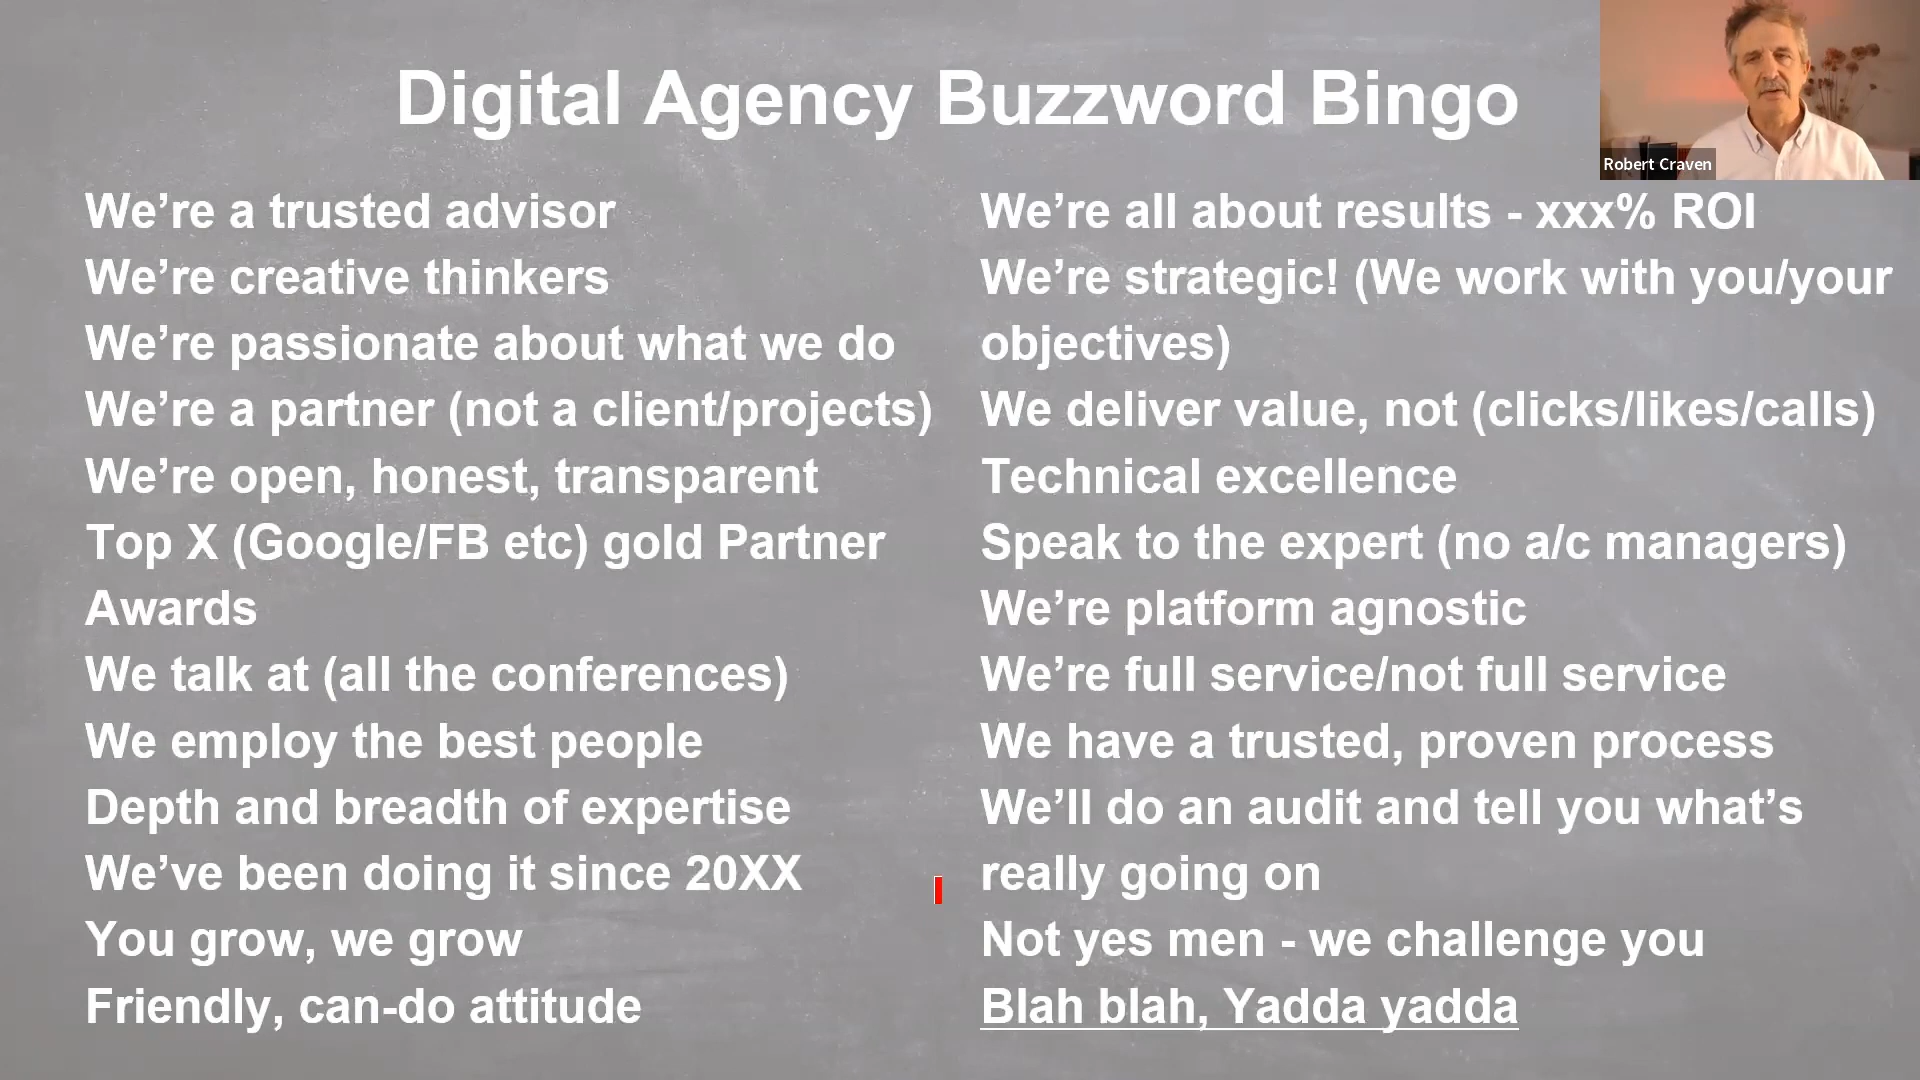 Digital Agency Buzzword Bingo
Robert Craven
We’re a trusted advisor
We’re creative thinkers
We’re passionate about what we do
We’re a partner (not a client/projects)
We’re open, honest, transparent
Top X (Google/FB etc) gold Partner
Awards
We talk at (all the conferences)
We employ the best people
Depth and breadth of expertise
We’ve been doing it since 20XX
You grow, we grow
Friendly, can-do attitude
We’re all about results - xxx% ROI
We’re strategic! (We work with you/your
objectives)
We deliver value, not (clicks/likes/calls)
Technical excellence
Speak to the expert (no a/c managers)
We’re platform agnostic
We’re full service/not full service
We have a trusted, proven process
We’ll do an audit and tell you what’s
really going on
Not yes men - we challenge you
Blah blah, Yadda yadda